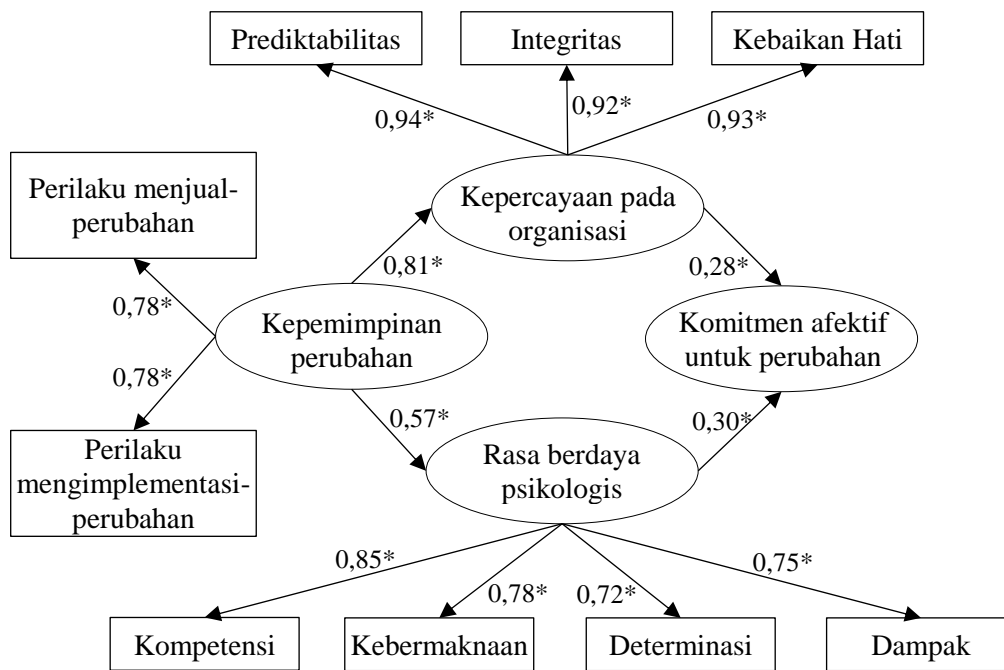 Prediktabilitas
Integritas
Kebaikan Hati
0,94*
0,92*
0,93*
Perilaku menjual-
perubahan
Kepercayaan pada
organisasi
0,81*
0,28*
0,78*
Kepemimpinan
perubahan
Komitmen afektif
untuk perubahan
0,78*
0,57*
0,30*
Perilaku
mengimplementasi-
perubahan
Rasa berdaya
psikologis
0,85*
0,78*
0,72*
0,75*
Kompetensi
Kebermaknaan
Determinasi
Dampak